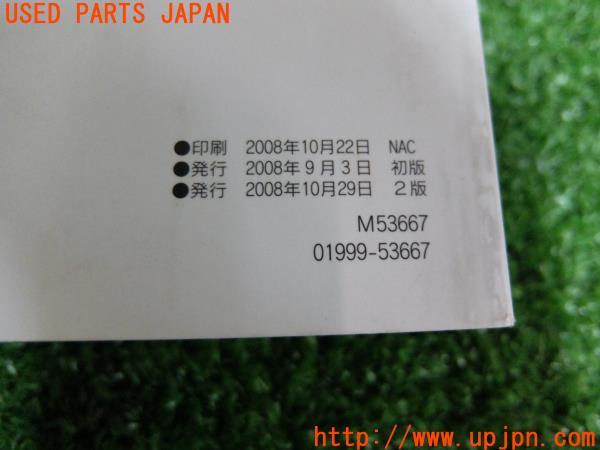 USED PARTS JAPAN
●印刷 2008年10月22日 NAC
●発行 2008年9月3日 初版
●発行 2008年10月29日 2版
M53667
01999-53667
http://www.upjpn.com/